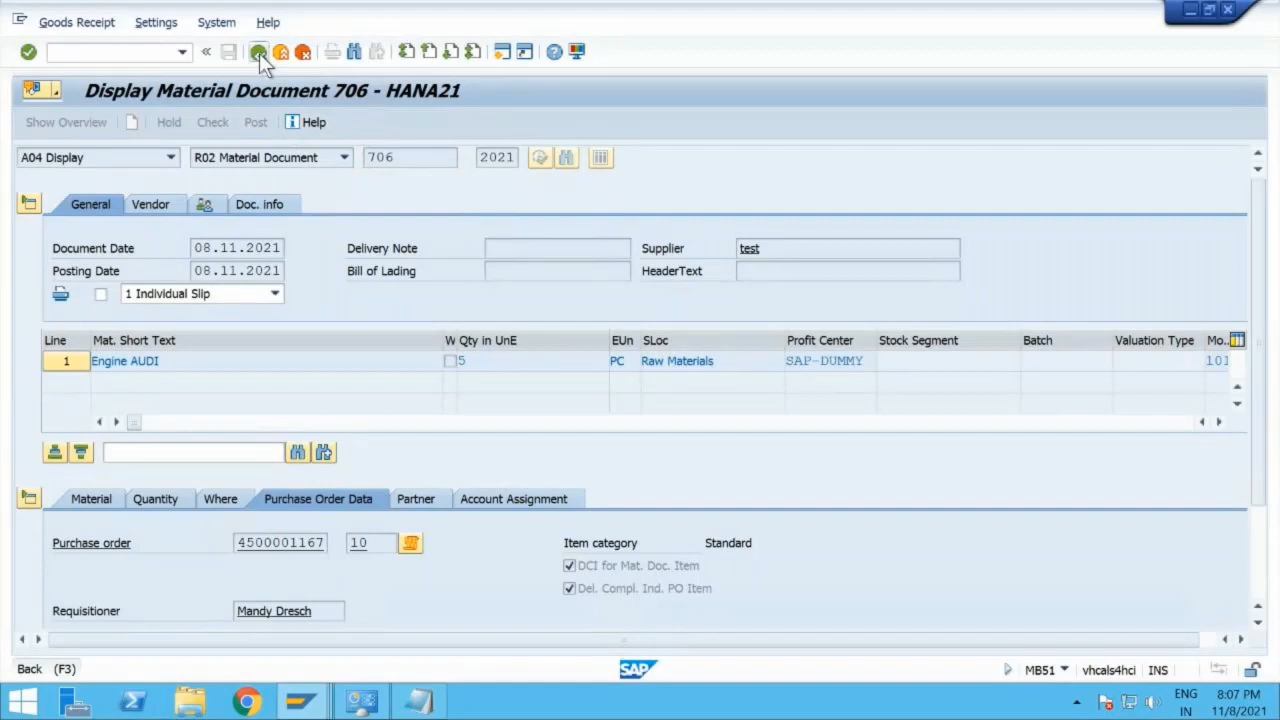 Goods Receipt Settings System Help
«
Display Material Document 706 - HANA21
Show Overview Hold Check Post Help
A04 Display R02 Material Document 706 2021
General Vendor Doc. info
Document Date 08.11.2021 Delivery Note Supplier test
Posting Date 08.11.2021 Bill of Lading HeaderText
1 Individual Slip
Line Mat. Short Text W Qty in UnE EUn SLoc Profit Center Stock Segment Batch Valuation Type Mo..
1 Engine AUDI 5 PC Raw Materials SAP-DUMMY 101
Material Quantity Where Purchase Order Data Partner Account Assignment
Purchase order 4500001167 10 Item category Standard
DCI for Mat. Doc. Item
Del. Compl. Ind. PO Item
Requisitioner Mandy Dresch
Back (F3) SAP MB51 vhcals4hci INS
ENG 8:07 PM
IN 11/8/2021